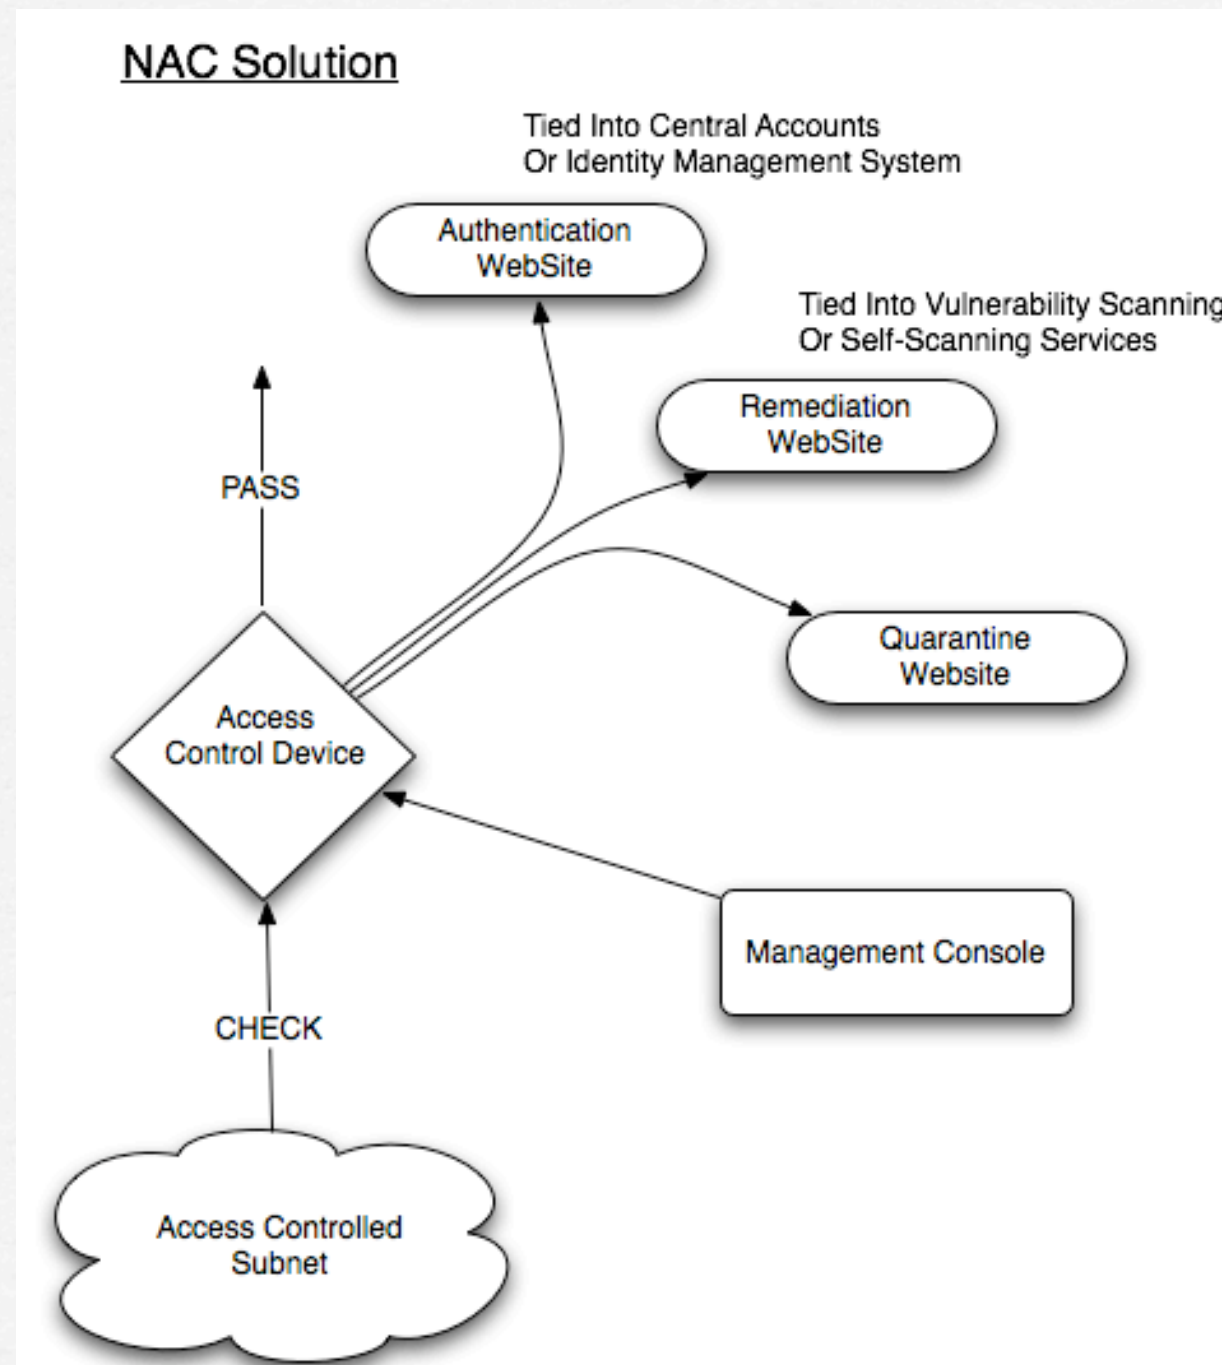 NAC Solution
Tied Into Central Accounts
Or Identity Management System
Authentication
WebSite
Tied Into Vulnerability Scanning
Or Self-Scanning Services
Remediation
WebSite
PASS
Quarantine
Website
Access
Control Device
Management Console
CHECK
Access Controlled
Subnet